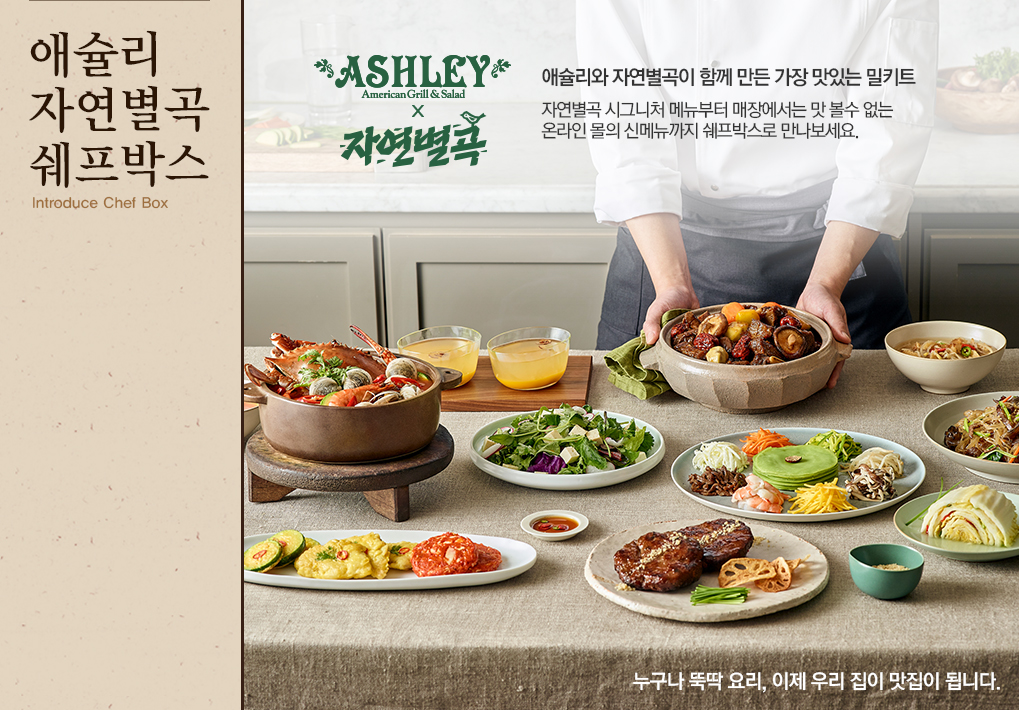 애슐리
자연별곡
쉐프박스
Introduce Chef Box
ASHLEY
American Grill & Salad
X
자연별곡
애슐리와 자연별곡이 함께 만든 가장 맛있는 밀키트
자연별곡 시그니처 메뉴부터 매장에서는 맛 볼수 없는
온라인 몰의 신메뉴까지 쉐프박스로 만나보세요.
누구나 뚝딱 요리, 이제 우리 집이 맛집이 됩니다.